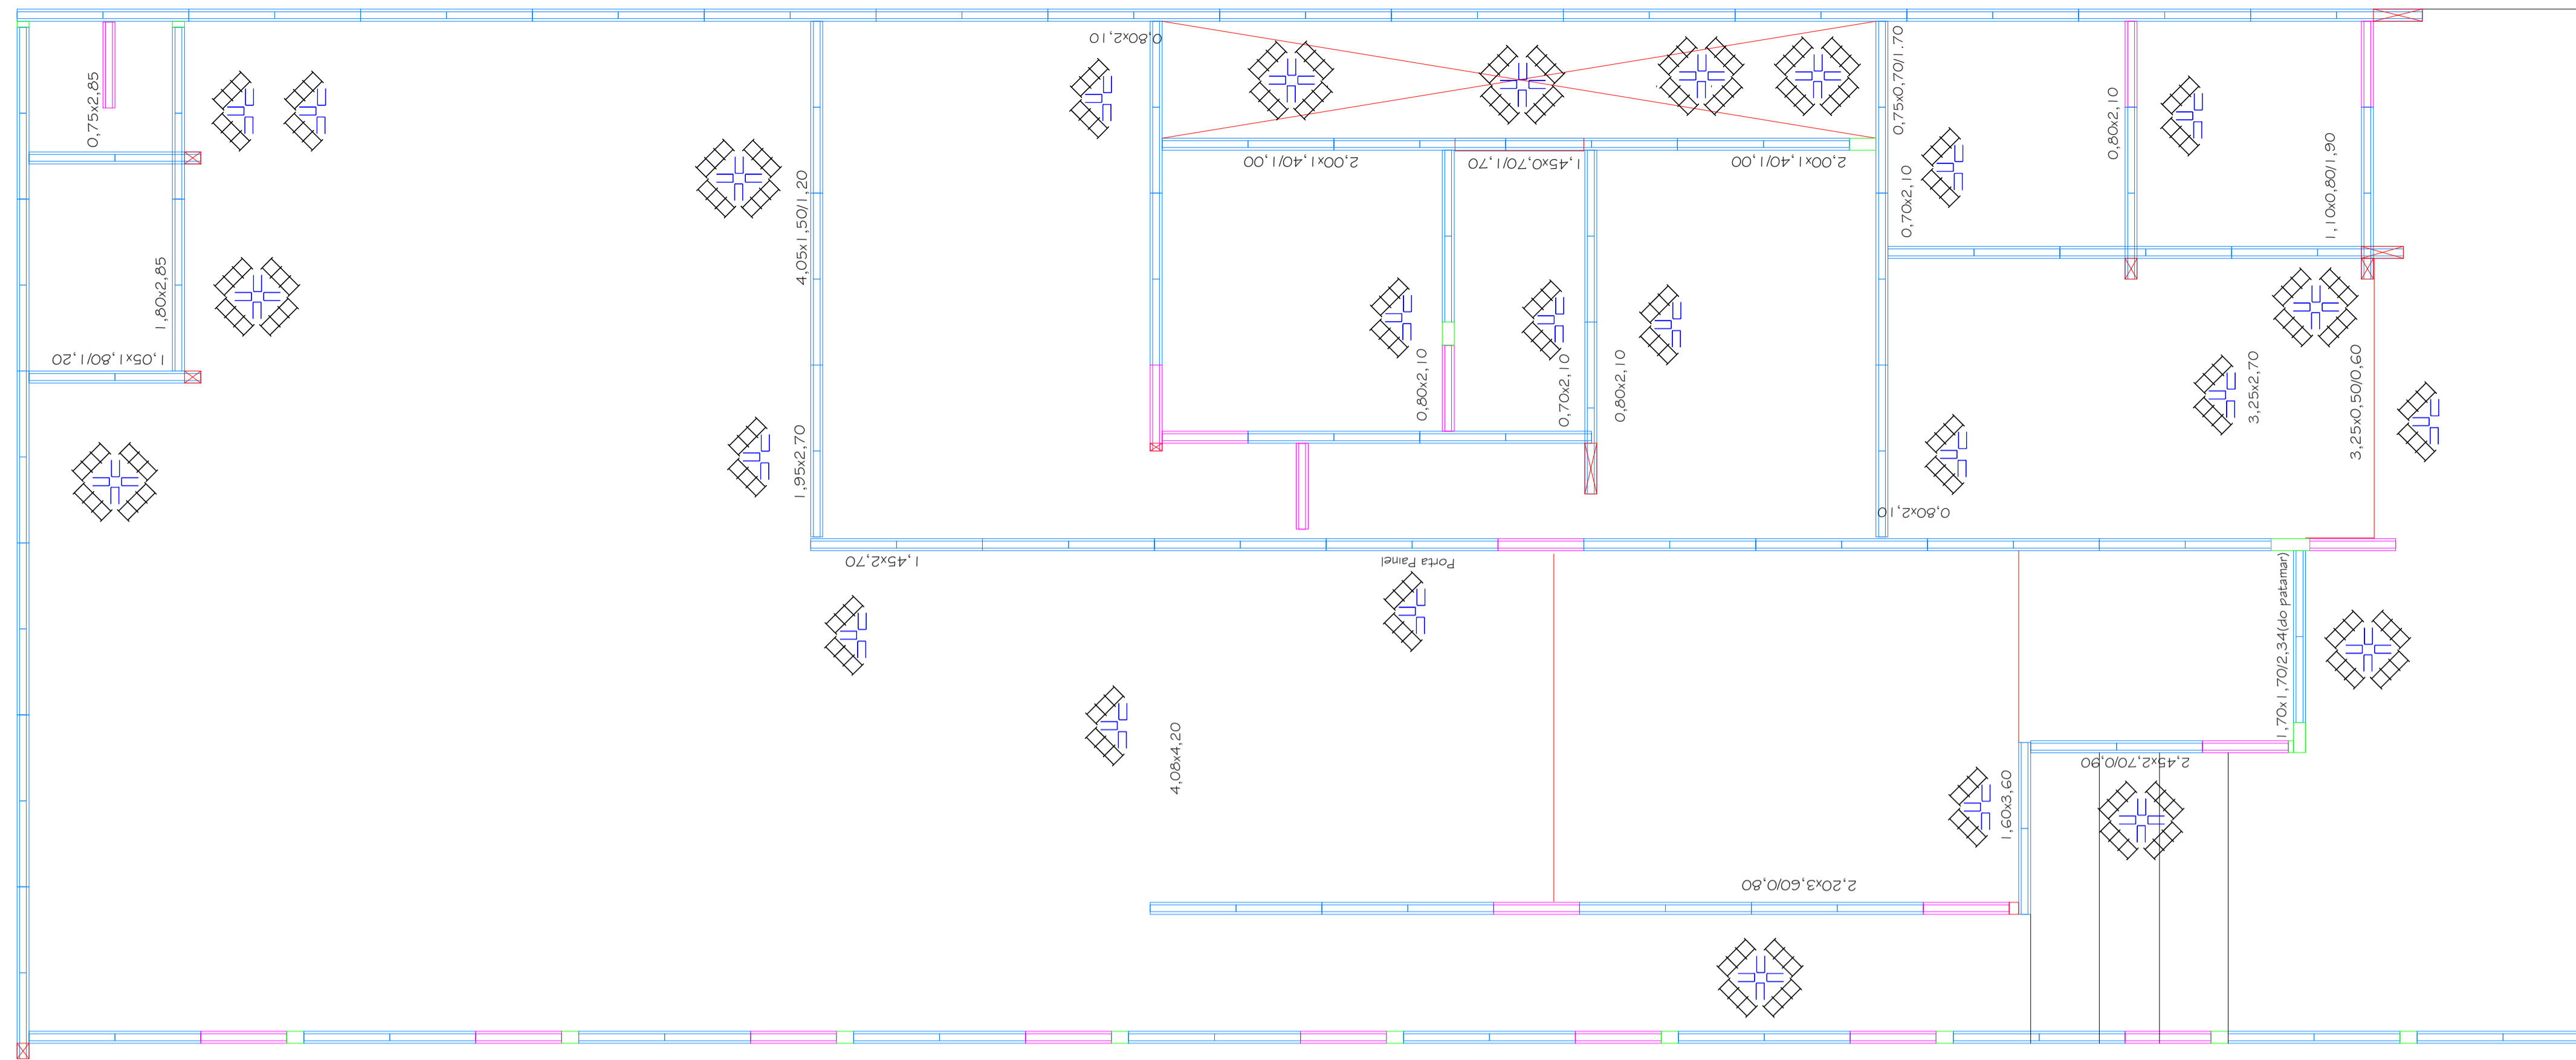 0,80x2,10
0,75x2,85
0,75x0,70/1.70
0,80x2,10
1,10x0,80/1,90
2,00x1,40/1,00
1,45x0,70/1,70
2,00x1,40/1,00
0,70x2,10
4,05x1,50/1,20
1,80x2,85
1,05x1,80/1,20
0,80x2,10
0,70x2,10
0,80x2,10
3,25x2,70
3,25x0,50/0,60
1,95x2,70
0,80x2,10
1,45x2,70
Porta Painel
1,70x1,70/2,34(do patamar)
4,08x4,20
2,45x2,70/0,90
1,60x3,60
2,20x3,60/0,80